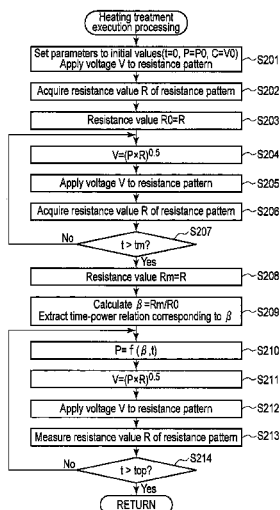 Heating treatment
execution processing
Set parameters to initial values(t=0, P=P0, C=V0)
Apply voltage V to resistance pattern
S201
Acquire resistance value R of resistance pattern
S202
Resistance value R0=R
S203
V=(P×R)^0.5
S204
Apply voltage V to resistance pattern
S205
Acquire resistance value R of resistance pattern
S206
S207
t > tm?
No
Yes
Resistance value Rm=R
S208
Calculate β=Rm/R0
Extract time-power relation corresponding to β
S209
P= f(β,t)
S210
V=(P×R)^0.5
S211
Apply voltage V to resistance pattern
S212
Measure resistance value R of resistance pattern
S213
S214
t > top?
No
Yes
RETURN